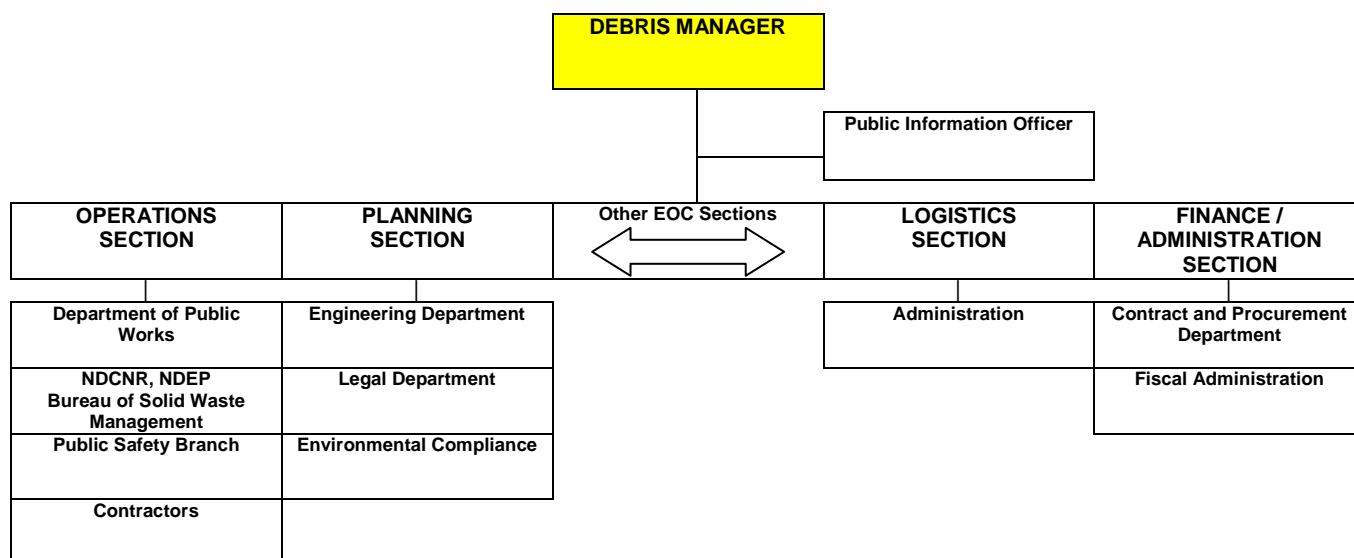 DEBRIS MANAGER
Public Information Officer
OPERATIONS
SECTION
PLANNING
SECTION
Other EOC Sections
LOGISTICS
SECTION
FINANCE /
ADMINISTRATION
SECTION
Department of Public
Works
NDCNR, NDEP
Bureau of Solid Waste
Management
Public Safety Branch
Contractors
Engineering Department
Legal Department
Environmental Compliance
Administration
Contract and Procurement
Department
Fiscal Administration